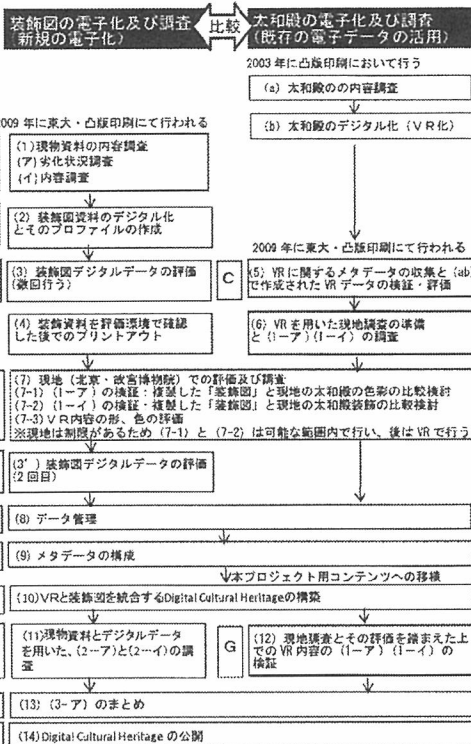 装飾図の電子化及び調査
(新規の電子化)
比較
太和殿の電子化及び調査
(既存の電子データの活用)
2003年に凸版印刷において行う
(a) 太和殿のの内容調査
(b) 太和殿のデジタル化 (VR化)
2009年に東大・凸版印刷にて行われる
(1)現物資料の内容調査
(ア)劣化状況調査
(イ)内容調査
(2) 装飾図資料のデジタル化
とそのプロファイルの作成
(3) 装飾図デジタルデータの評価
(数回行う)
(4) 装飾資料を評価環境で確認
した後でのプリントアウト
C
2009年に東大・凸版印刷にて行われる
(5) VRに関するメタデータの収集と(ab)
で作成されたVRデータの検証・評価
(6) VRを用いた現地調査の準備
と(1-ア)(1-イ)の調査
(7) 現地(北京・故宮博物院)での評価及び調査
(7-1) (1-ア)の検証:複製した「装飾図」と現地の太和殿の色彩の比較検討
(7-2) (1-イ)の検証・複製した「装飾図」と現地の太和殿装飾の比較検討
(7-3) VR内容の形、色の評価
※現地は制限があるため(7-1)と(7-2)は可能な範囲内で行い、後はVRで行う
(3') 装飾図デジタルデータの評価
(2回目)
(8) データ管理
(9) メタデータの構成
本プロジェクト用コンテンツへの移植
(10)VRと装飾図を統合するDigital Cultural Heritageの構築
(11)現物資料とデジタルデータ
を用いた、(2-ア)と(2-イ)の調
査
G
(12) 現地調査とその評価を踏まえた上
でのVR内容の(1-ア)(1-イ)の
検証
(13) (3-ア)のまとめ
(14)Digital Cultural Heritage の公開